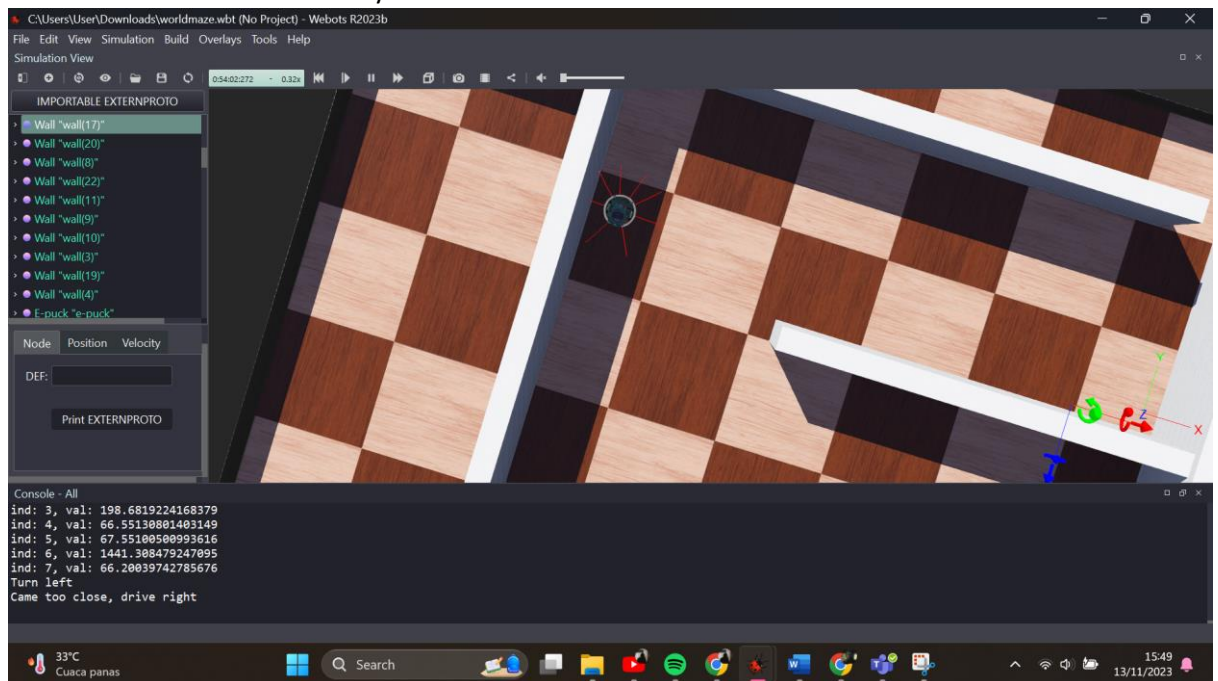 C:\Users\User\Downloads\worldmaze.wbt (No Project) - Webots R2023b
File Edit View Simulation Build Overlays Tools Help
Simulation View
0:54:02:272 - 0.32x
IMPORTABLE EXTERNPROTO
Wall "wall(17)"
Wall "wall(20)"
Wall "wall(8)"
Wall "wall(22)"
Wall "wall(11)"
Wall "wall(9)"
Wall "wall(10)"
Wall "wall(3)"
Wall "wall(19)"
Wall "wall(4)"
E-puck "e-puck"
Node Position Velocity
DEF:
Print EXTERNPROTO
Y
Z
X
Console - All
ind: 3, val: 198.6819224168379
ind: 4, val: 66.55130801403149
ind: 5, val: 67.55100500993616
ind: 6, val: 1441.308479247095
ind: 7, val: 66.20039742785676
Turn left
Came too close, drive right
33°C
Cuaca panas
Search
15:49
13/11/2023